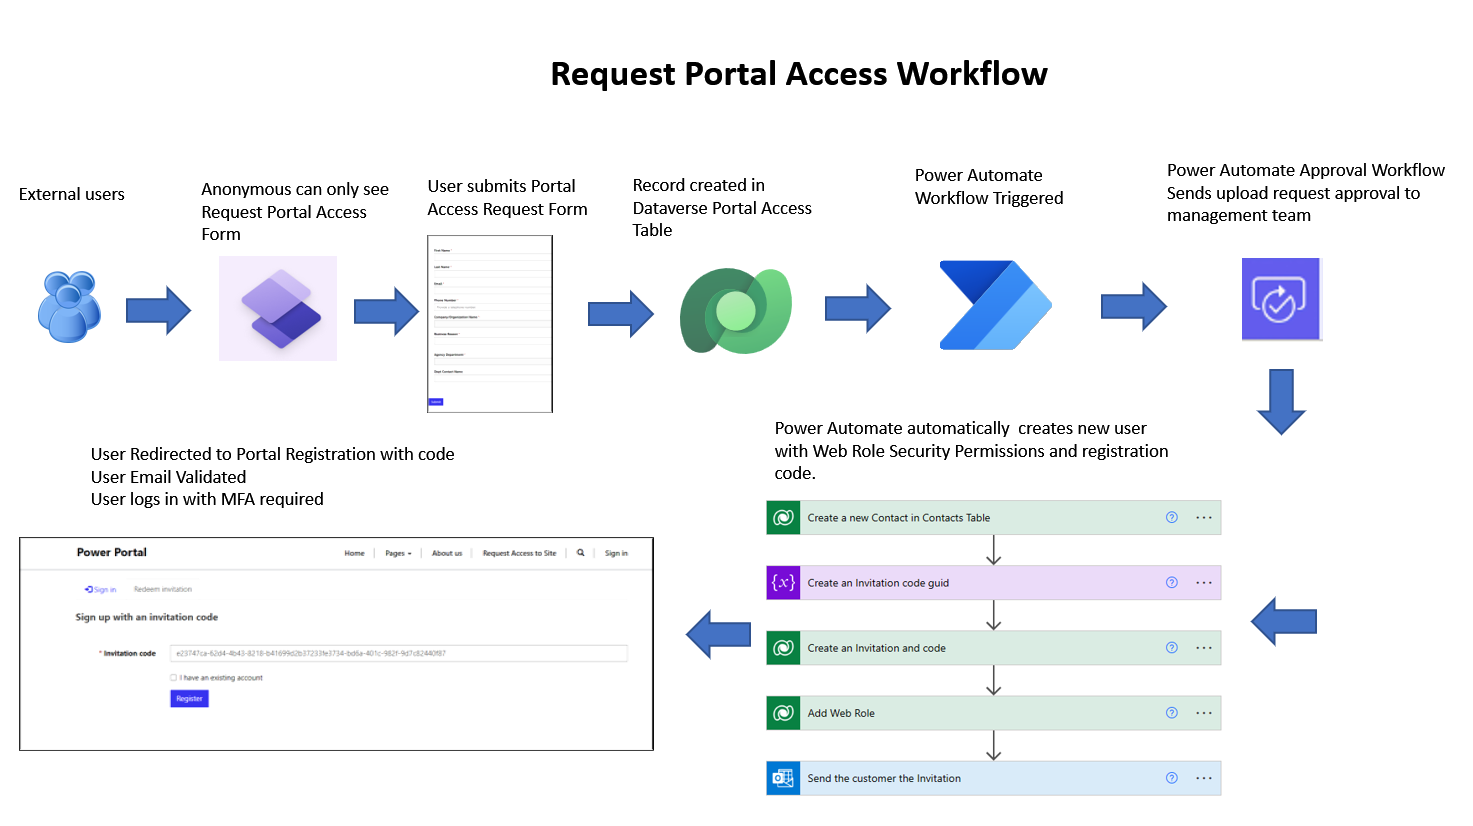 Request Portal Access Workflow
External users
Anonymous can only see
Request Portal Access
Form
User submits Portal
Access Request Form
First Name *
Last Name *
Email *
Phone Number *
Provide a telephone number
Company/Organization Name *
Business Reason *
Agency Department *
Dept Contact Name
Submit
Record created in
Dataverse Portal Access
Table
Power Automate
Workflow Triggered
Power Automate Approval Workflow
Sends upload request approval to
management team
Power Automate automatically  creates new user
with Web Role Security Permissions and registration
code.
Create a new Contact in Contacts Table
{x} Create an Invitation code guid
Create an Invitation and code
Add Web Role
Send the customer the Invitation
User Redirected to Portal Registration with code
User Email Validated
User logs in with MFA required
Power Portal Home Pages About us Request Access to Site Sign in
Sign in Redeem invitation
Sign up with an invitation code
* Invitation code e23747ca-62d4-4b43-8218-b41699d2b37233fe3734-bd6a-401c-982f-9d7c82440f87
I have an existing account
Register